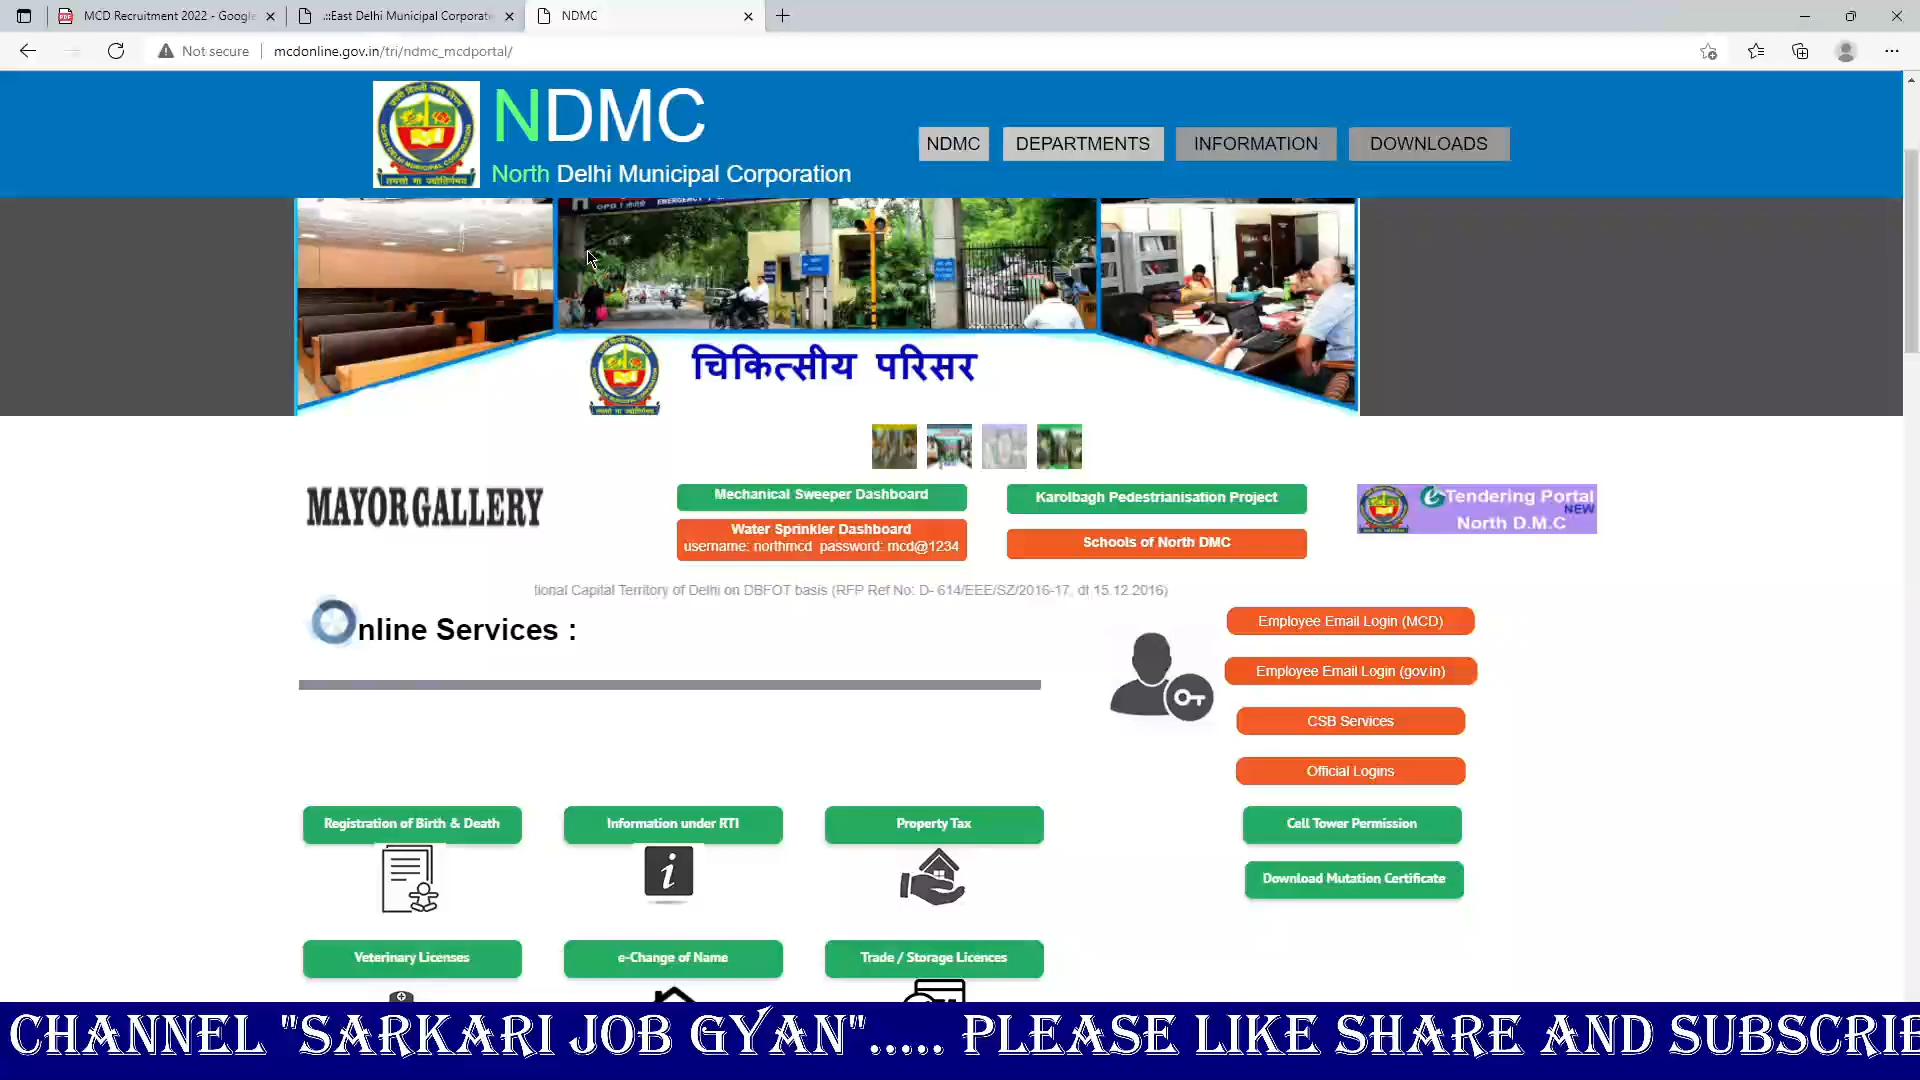 MCD Recruitment 2022 - Google
.::East Delhi Municipal Corporat
NDMC
Not secure
mcdonline.gov.in/tri/ndmc_mcdportal/
NDMC
North Delhi Municipal Corporation
NDMC
DEPARTMENTS
INFORMATION
DOWNLOADS
चिकित्सीय परिसर
MAYOR GALLERY
Mechanical Sweeper Dashboard
Water Sprinkler Dashboard
username: northmcd password: mcd@1234
Karolbagh Pedestrianisation Project
Schools of North DMC
eTendering Portal
NEW
North D.M.C
tional Capital Territory of Delhi on DBFOT basis (RFP Ref No: D- 614/EEE/SZ/2016-17, dt 15.12.2016)
Online Services :
Employee Email Login (MCD)
Employee Email Login (gov.in)
CSB Services
Official Logins
Registration of Birth & Death
Information under RTI
Property Tax
Cell Tower Permission
Download Mutation Certificate
Veterinary Licenses
e-Change of Name
Trade / Storage Licences
CHANNEL "SARKARI JOB GYAN"..... PLEASE LIKE SHARE AND SUBSCRIB